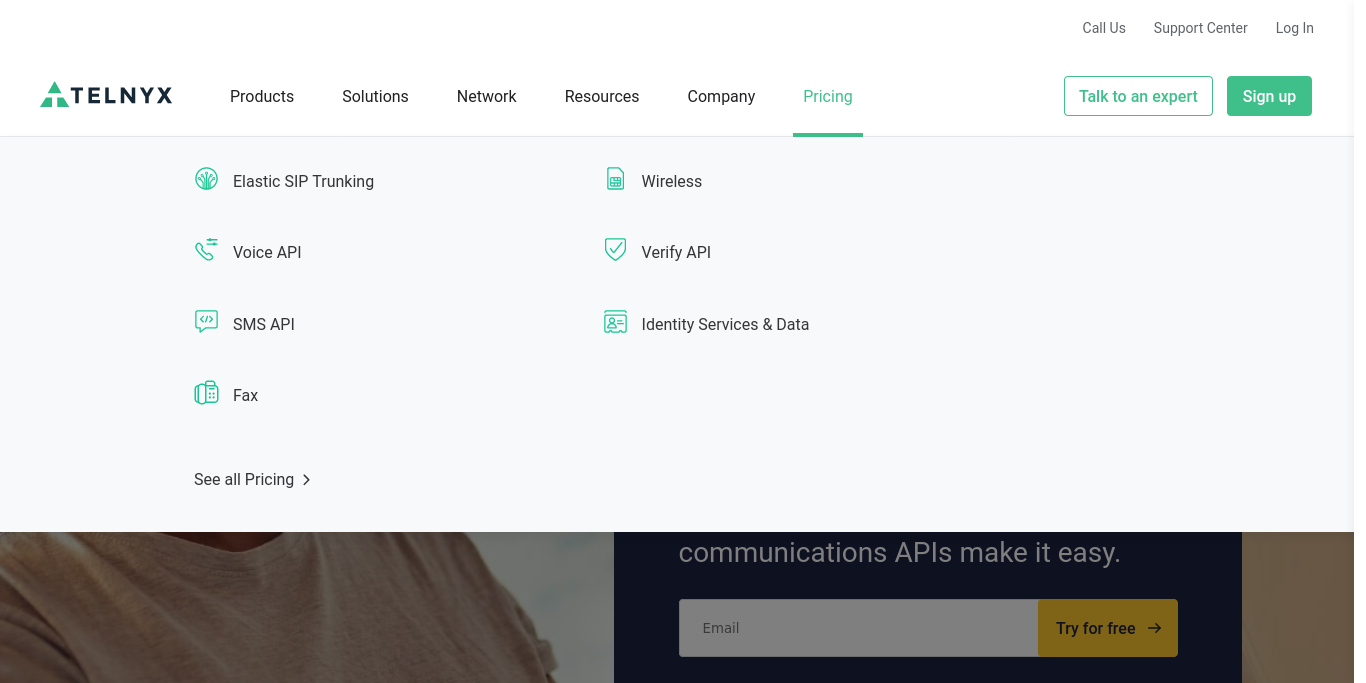 Call Us Support Center Log In
TELNYX Products Solutions Network Resources Company Pricing Talk to an expert Sign up
Elastic SIP Trunking Wireless
Voice API Verify API
SMS API Identity Services & Data
Fax
See all Pricing
communications APIs make it easy.
Email Try for free